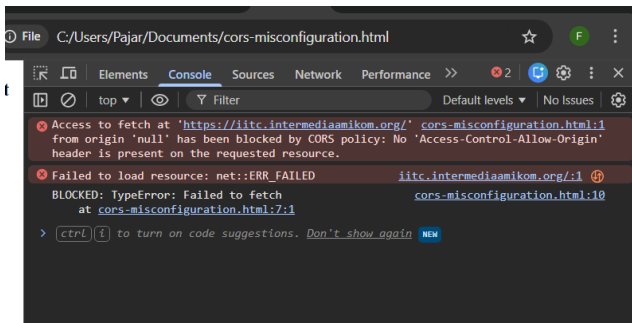 File C:/Users/Pajar/Documents/cors-misconfiguration.html F
Elements Console Sources Network Performance 2
top Filter Default levels No Issues
Access to fetch at 'https://iitc.intermediaamikom.org/' cors-misconfiguration.html:1
from origin 'null' has been blocked by CORS policy: No 'Access-Control-Allow-Origin'
header is present on the requested resource.
Failed to load resource: net::ERR_FAILED iitc.intermediaamikom.org/:1
BLOCKED: TypeError: Failed to fetch cors-misconfiguration.html:10
at cors-misconfiguration.html:7:1
ctrl i to turn on code suggestions. Don't show again NEW